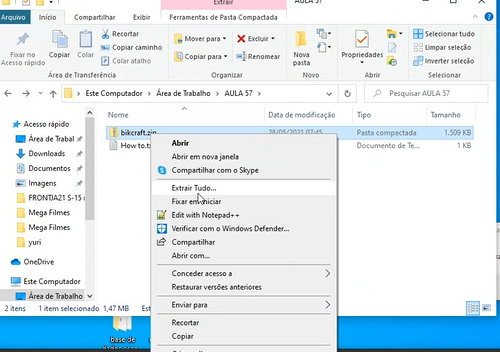 Extrair
AULA 57
Arquivo
Início
Compartilhar
Exibir
Ferramentas de Pasta Compactada
Fixar no
Acesso rápido
Copiar
Colar
Recortar
Copiar caminho
Colar atalho
Área de Transferência
Mover para
Copiar para
Excluir
Renomear
Organizar
Nova
pasta
Novo
Propriedades
Abrir
Selecionar tudo
Limpar seleção
Inverter seleção
Selecionar
Este Computador
Área de Trabalho
AULA 57
Pesquisar AULA 57
Nome
Data de modificação
Tipo
Tamanho
bikcraft.zip
28/05/2021 07:45
Pasta compactada
1.509 KB
How to.t
Documento de Te...
1 KB
Acesso rápido
Área de Trabal
Downloads
Documentos
Imagens
FRONTJA21 S-15
Mega Filmes
Mega Filmes
yuri
OneDrive
Este Computador
Área de Trabalho
Abrir
Abrir em nova janela
Compartilhar com o Skype
Extrair Tudo...
Fixar em Iniciar
Edit with Notepad++
Verificar com o Windows Defender...
Compartilhar
Abrir com...
Conceder acesso a
Restaurar versões anteriores
Enviar para
Recortar
Copiar
2 itens
1 item selecionado
1,47 MB
Est
base de